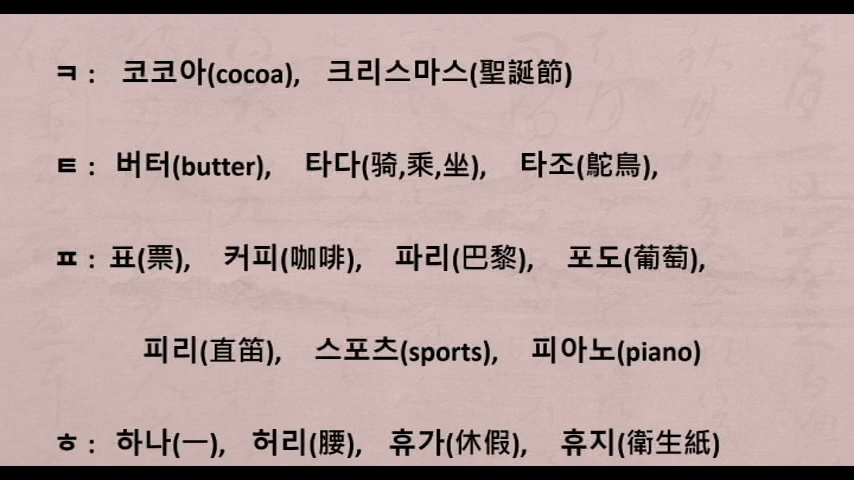 ㅋ : 코코아(cocoa), 크리스마스(聖誕節)
ㅌ : 버터(butter), 타다(骑,乘,坐), 타조(鴕鳥),
ㅍ : 표(票), 커피(咖啡), 파리(巴黎), 포도(葡萄),
피리(直笛), 스포츠(sports), 피아노(piano)
ㅎ : 하나(一), 허리(腰), 휴가(休假), 휴지(衛生紙)